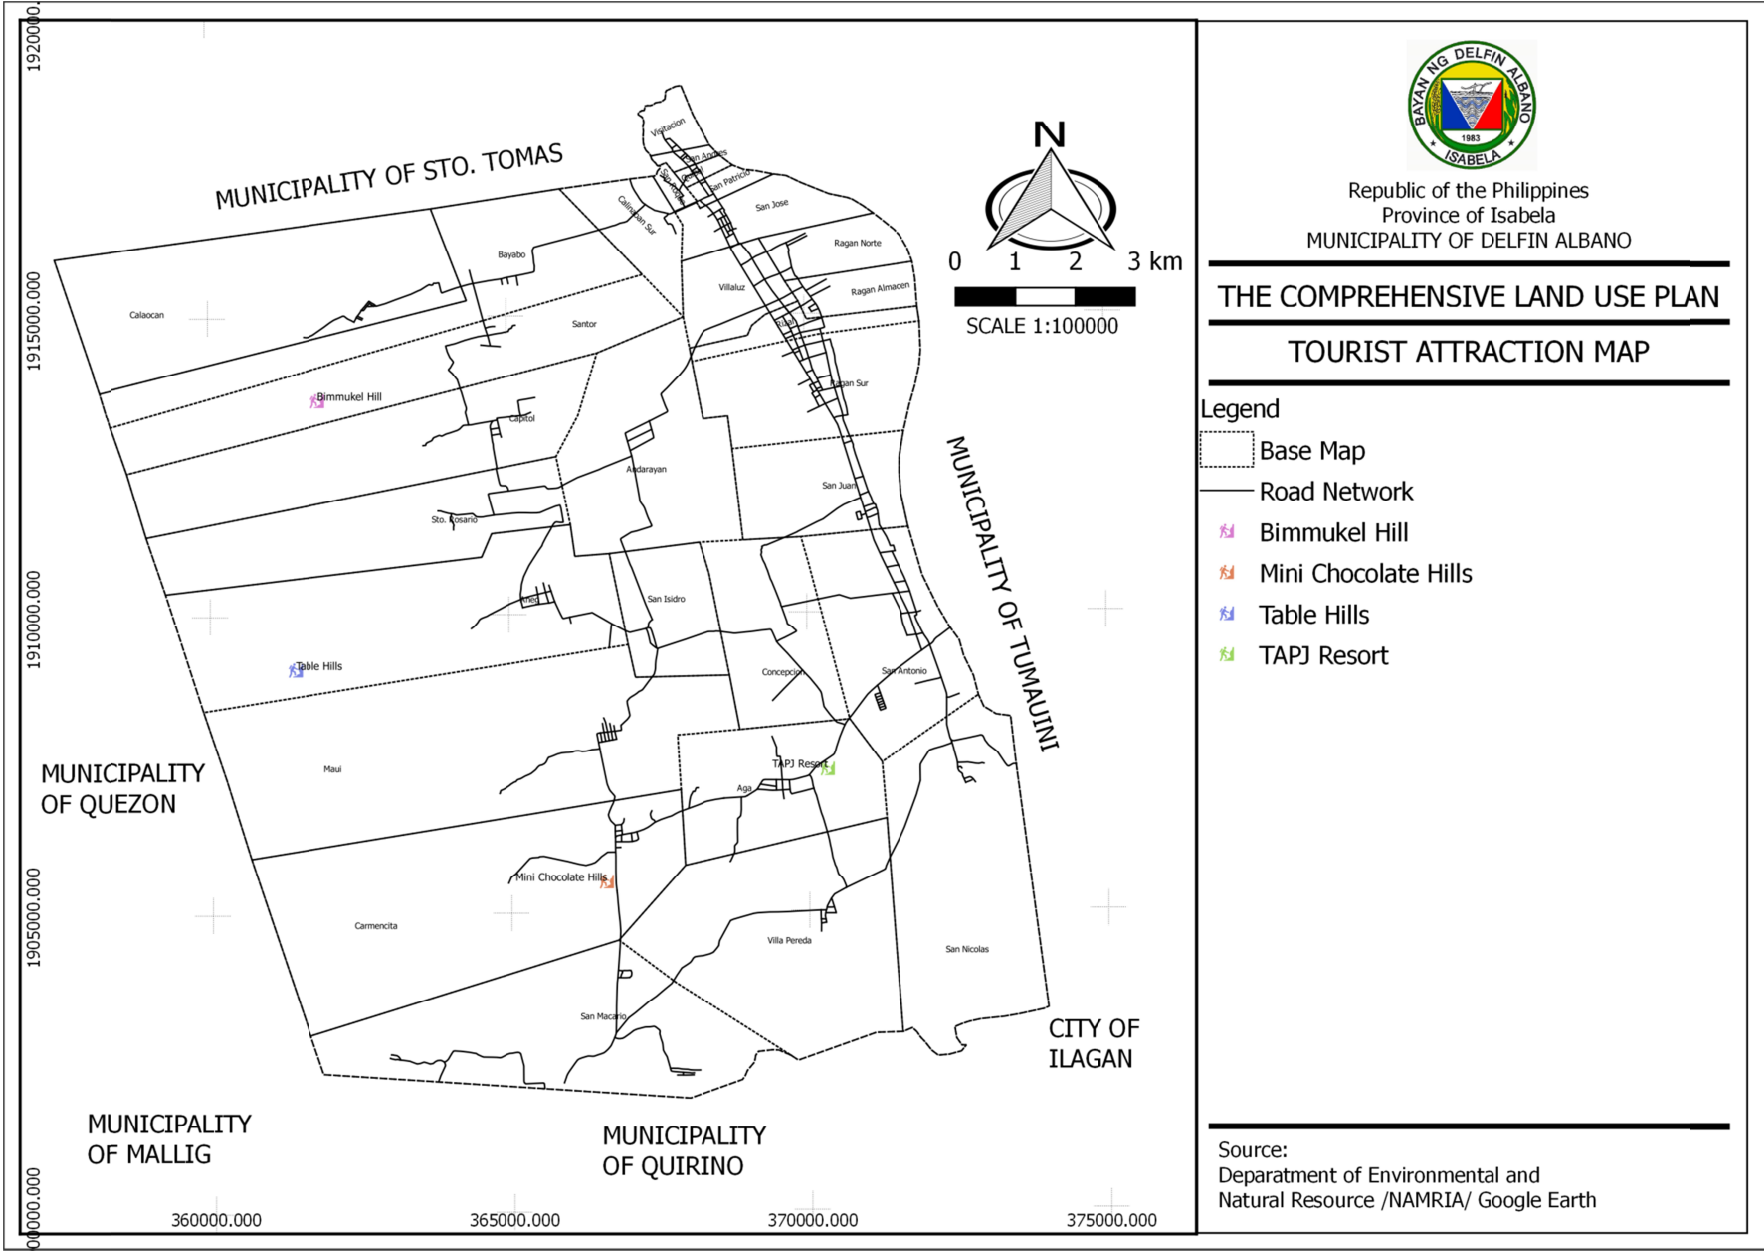 1920000.
1915000.000
1910000.000
1905000.000
00000.000
360000.000
365000.000
370000.000
375000.000
MUNICIPALITY OF STO. TOMAS
Visitacion
San Andres
San Patricio
San Roque
Calinaoan Sur
San Jose
Bayabo
Ragan Norte
Villaluz
Ragan Almacen
Calaocan
Santor
Rizal
Ragan Sur
Bimmukel Hill
Capitol
Andarayan
San Juan
Sto. Rosario
San Isidro
Table Hills
Concepcion
San Antonio
Maui
TAPJ Resort
Aga
Mini Chocolate Hills
Carmencita
Villa Pereda
San Nicolas
San Macario
MUNICIPALITY OF TUMAUINI
MUNICIPALITY
OF QUEZON
CITY OF
ILAGAN
MUNICIPALITY
OF MALLIG
MUNICIPALITY
OF QUIRINO
N
0 1 2 3 km
SCALE 1:100000
BAYAN NG DELFIN ALBANO
1983
ISABELA
Republic of the Philippines
Province of Isabela
MUNICIPALITY OF DELFIN ALBANO
THE COMPREHENSIVE LAND USE PLAN
TOURIST ATTRACTION MAP
Legend
Base Map
Road Network
Bimmukel Hill
Mini Chocolate Hills
Table Hills
TAPJ Resort
Source:
Department of Environmental and
Natural Resource /NAMRIA/ Google Earth